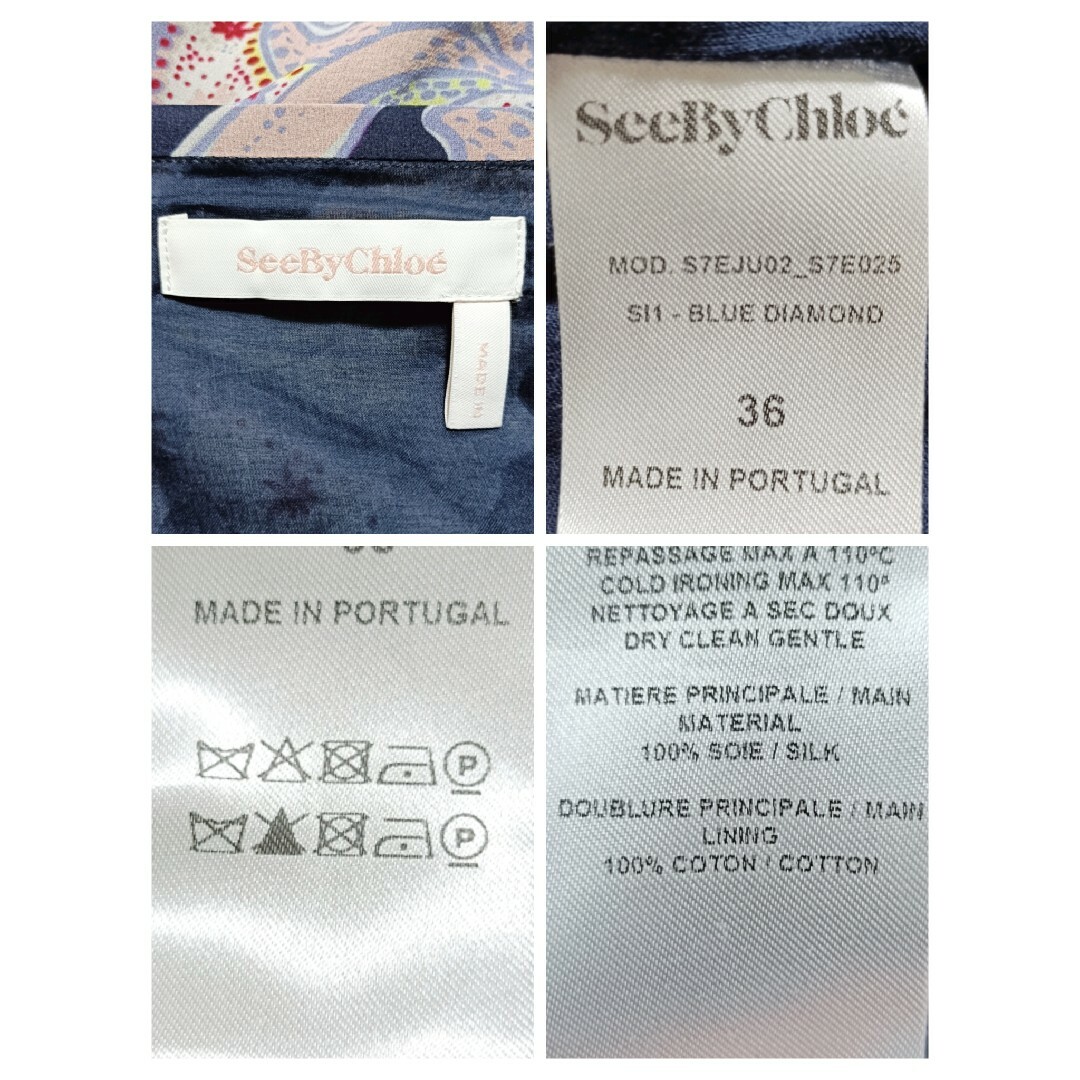 SeeByChloé
MADE IN
SeeByChloé
MOD. S7EJU02_S7E025
SI1 - BLUE DIAMOND
36
MADE IN PORTUGAL
MADE IN PORTUGAL
P
P
REPASSAGE MAX A 110°C
COLD IRONING MAX 110°
NETTOYAGE A SEC DOUX
DRY CLEAN GENTLE
MATIERE PRINCIPALE / MAIN
MATERIAL
100% SOIE / SILK
DOUBLURE PRINCIPALE / MAIN
LINING
100% COTON / COTTON